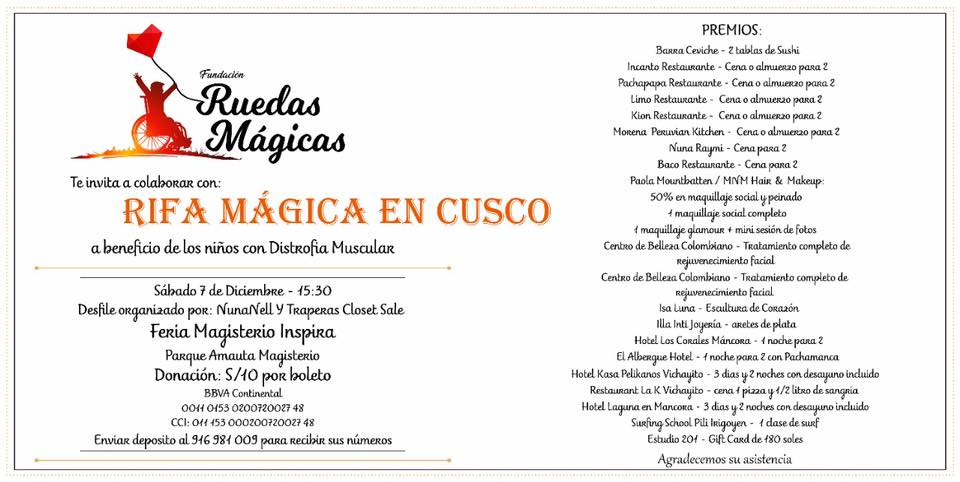 Fundación
Ruedas
Mágicas
Te invita a colaborar con:
RIFA MÁGICA EN CUSCO
a beneficio de los niños con Distrofia Muscular
Sábado 7 de Diciembre - 15:30
Desfile organizado por: NunaNell Y Traperas Closet Sale
Feria Magisterio Inspira
Parque Amauta Magisterio
Donación: S/10 por boleto
BBVA Continental
0011 0153 0200720027 48
CCI: 011 153 000200720027 48
Enviar deposito al 916 981 009 para recibir sus números
PREMIOS:
Barra Ceviche - 2 tablas de Sushi
Incanto Restaurante - Cena o almuerzo para 2
Pachapapa Restaurante - Cena o almuerzo para 2
Limo Restaurante - Cena o almuerzo para 2
Kion Restaurante - Cena o almuerzo para 2
Morena Peruvian Kitchen - Cena o almuerzo para 2
Nuna Raymi - Cena para 2
Baco Restaurante - Cena para 2
Paola Mountbatten / MNM Hair & Makeup:
50% en maquillaje social y peinado
1 maquillaje social completo
1 maquillaje glamour + mini sesión de fotos
Centro de Belleza Colombiano - Tratamiento completo de
rejuvenecimiento facial
Centro de Belleza Colombiano - Tratamiento completo de
rejuvenecimiento facial
Isa Luna - Escultura de Corazón
Illa Inti Joyería - aretes de plata
Hotel Los Corales Máncora - 1 noche para 2
El Albergue Hotel - 1 noche para 2 con Pachamanca
Hotel Kasa Pelikanos Vichayito - 3 dias y 2 noches con desayuno incluido
Restaurant La K Vichayito - cena 1 pizza y 1/2 litro de sangria
Hotel Laguna en Mancora - 3 dias y 2 noches con desayuno incluido
Surfing School Pili Irigoyen - 1 clase de surf
Estudio 201 - Gift Card de 180 soles
Agradecemos su asistencia